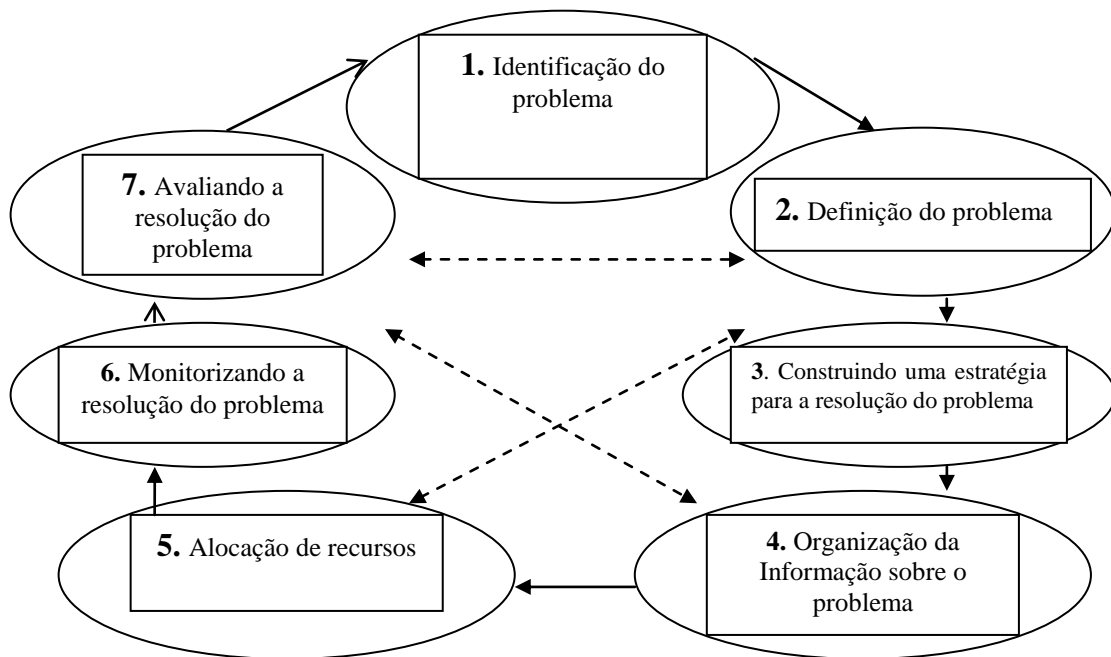 1. Identificação do
problema
2. Definição do problema
3. Construindo uma estratégia
para a resolução do problema
4. Organização da
Informação sobre o
problema
5. Alocação de recursos
6. Monitorizando a
resolução do problema
7. Avaliando a
resolução do
problema